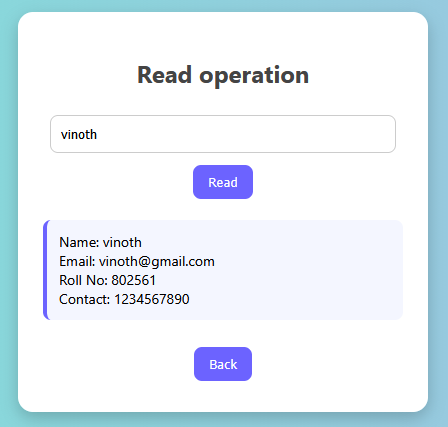 Read operation
vinoth
Read
Name: vinoth
Email: vinoth@gmail.com
Roll No: 802561
Contact: 1234567890
Back